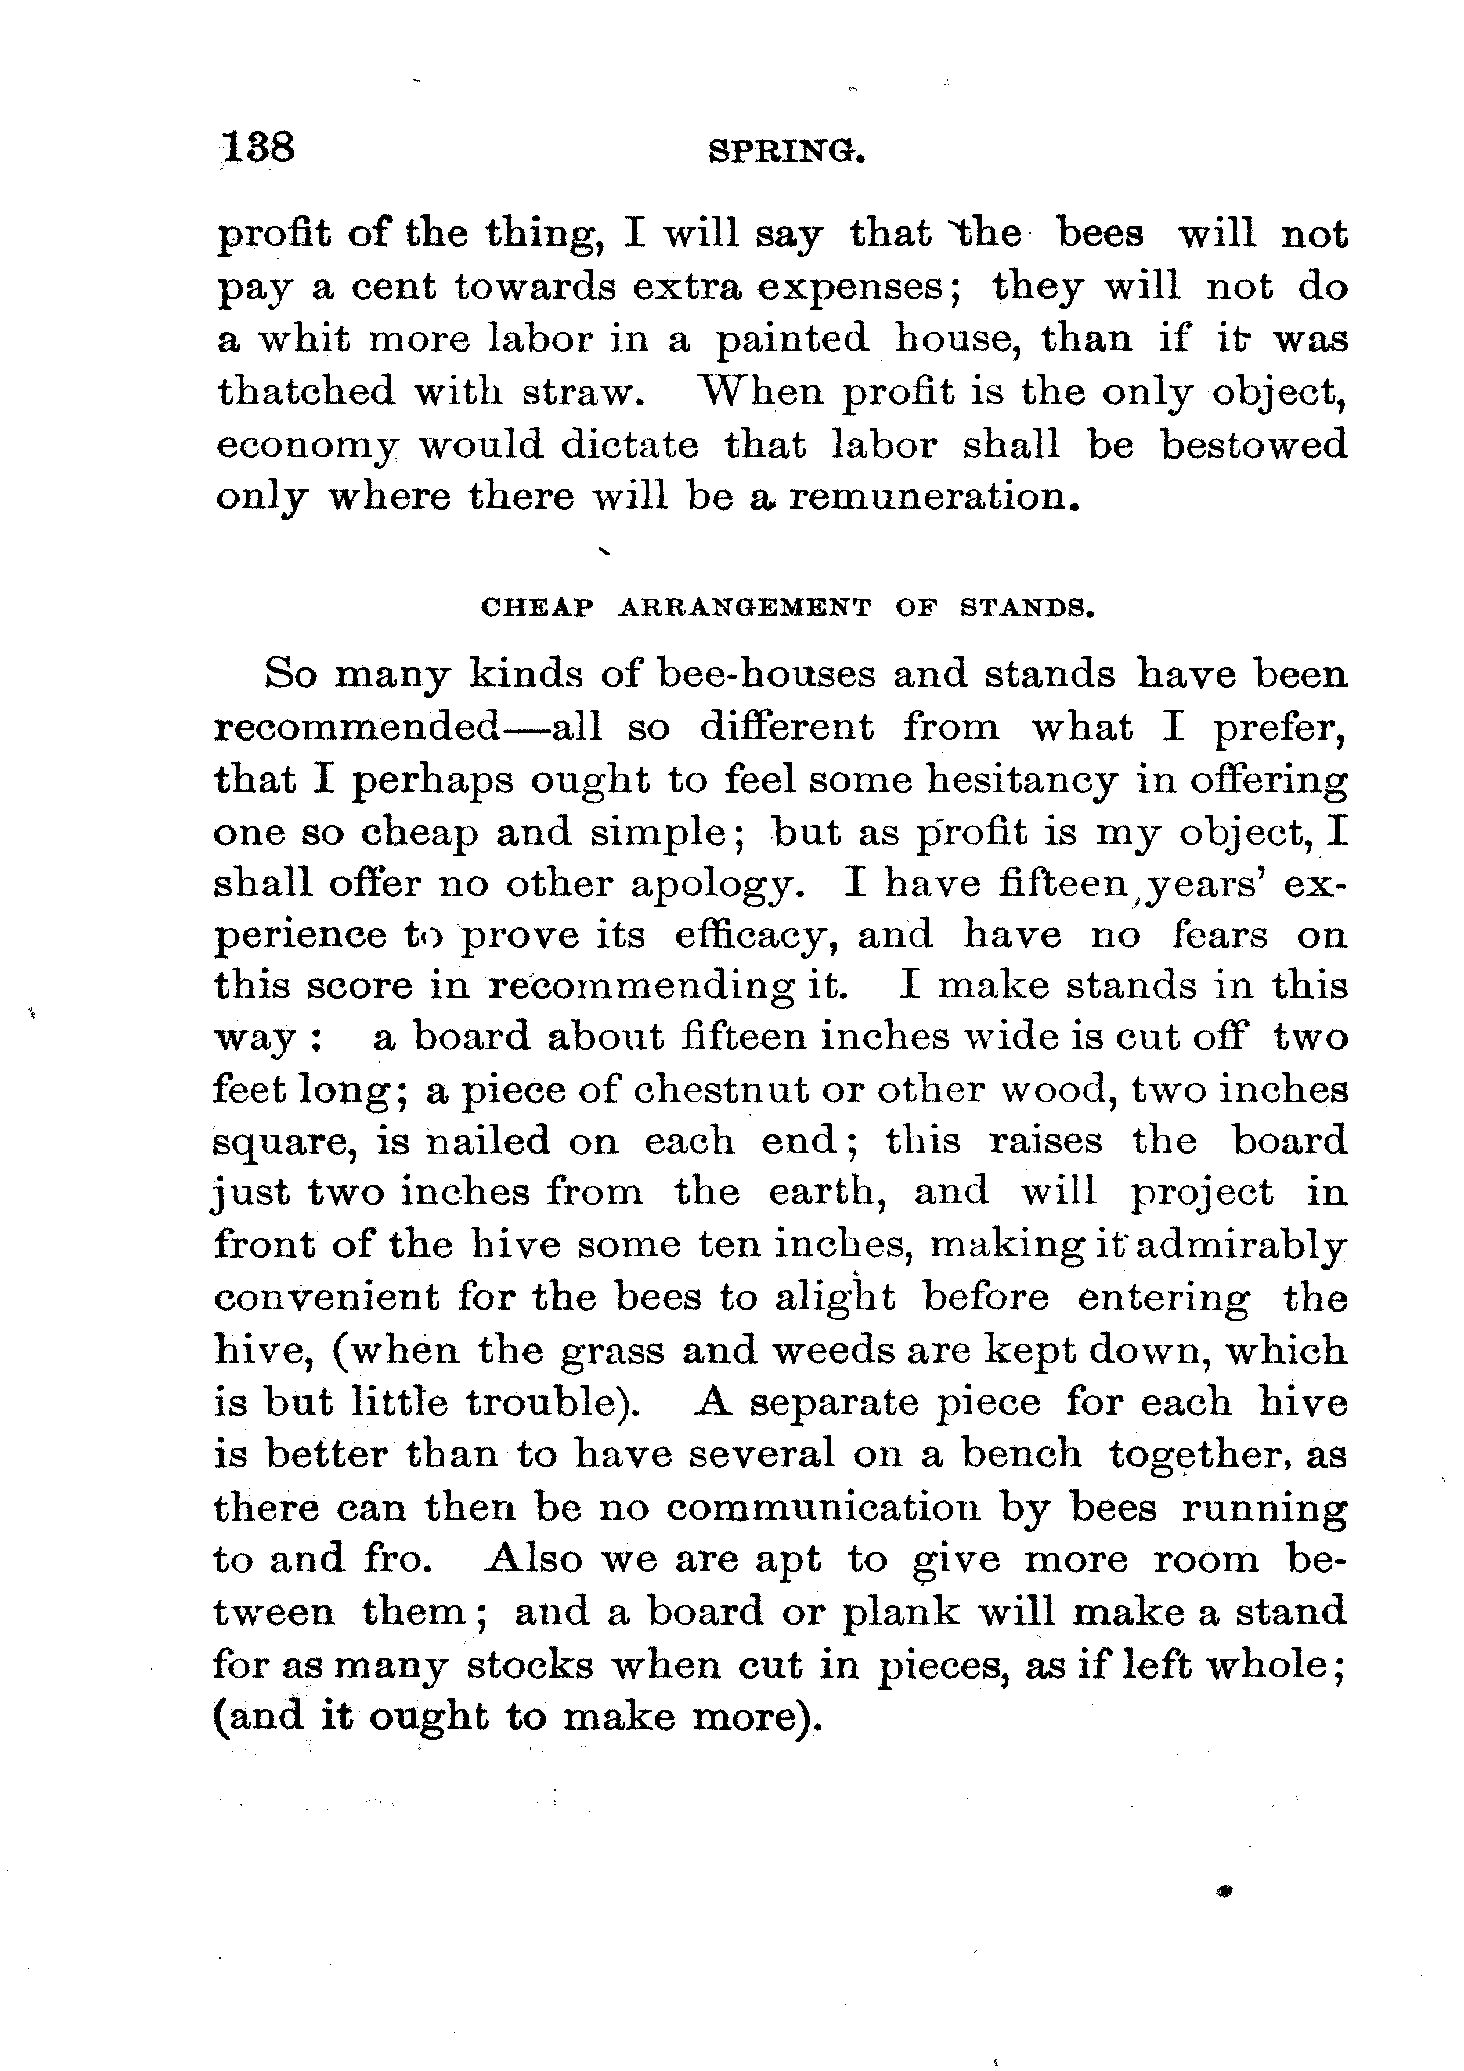 138 SPRING.
profit of the thing, I will say that the bees will not
pay a cent towards extra expenses; they will not do
a whit more labor in a painted house, than if it was
thatched with straw. When profit is the only object,
economy would dictate that labor shall be bestowed
only where there will be a remuneration.
CHEAP ARRANGEMENT OF STANDS.
So many kinds of bee-houses and stands have been
recommended—all so different from what I prefer,
that I perhaps ought to feel some hesitancy in offering
one so cheap and simple; but as profit is my object, I
shall offer no other apology. I have fifteen years' ex-
perience to prove its efficacy, and have no fears on
this score in recommending it. I make stands in this
way: a board about fifteen inches wide is cut off two
feet long; a piece of chestnut or other wood, two inches
square, is nailed on each end; this raises the board
just two inches from the earth, and will project in
front of the hive some ten inches, making it admirably
convenient for the bees to alight before entering the
hive, (when the grass and weeds are kept down, which
is but little trouble). A separate piece for each hive
is better than to have several on a bench together, as
there can then be no communication by bees running
to and fro. Also we are apt to give more room be-
tween them; and a board or plank will make a stand
for as many stocks when cut in pieces, as if left whole;
(and it ought to make more).